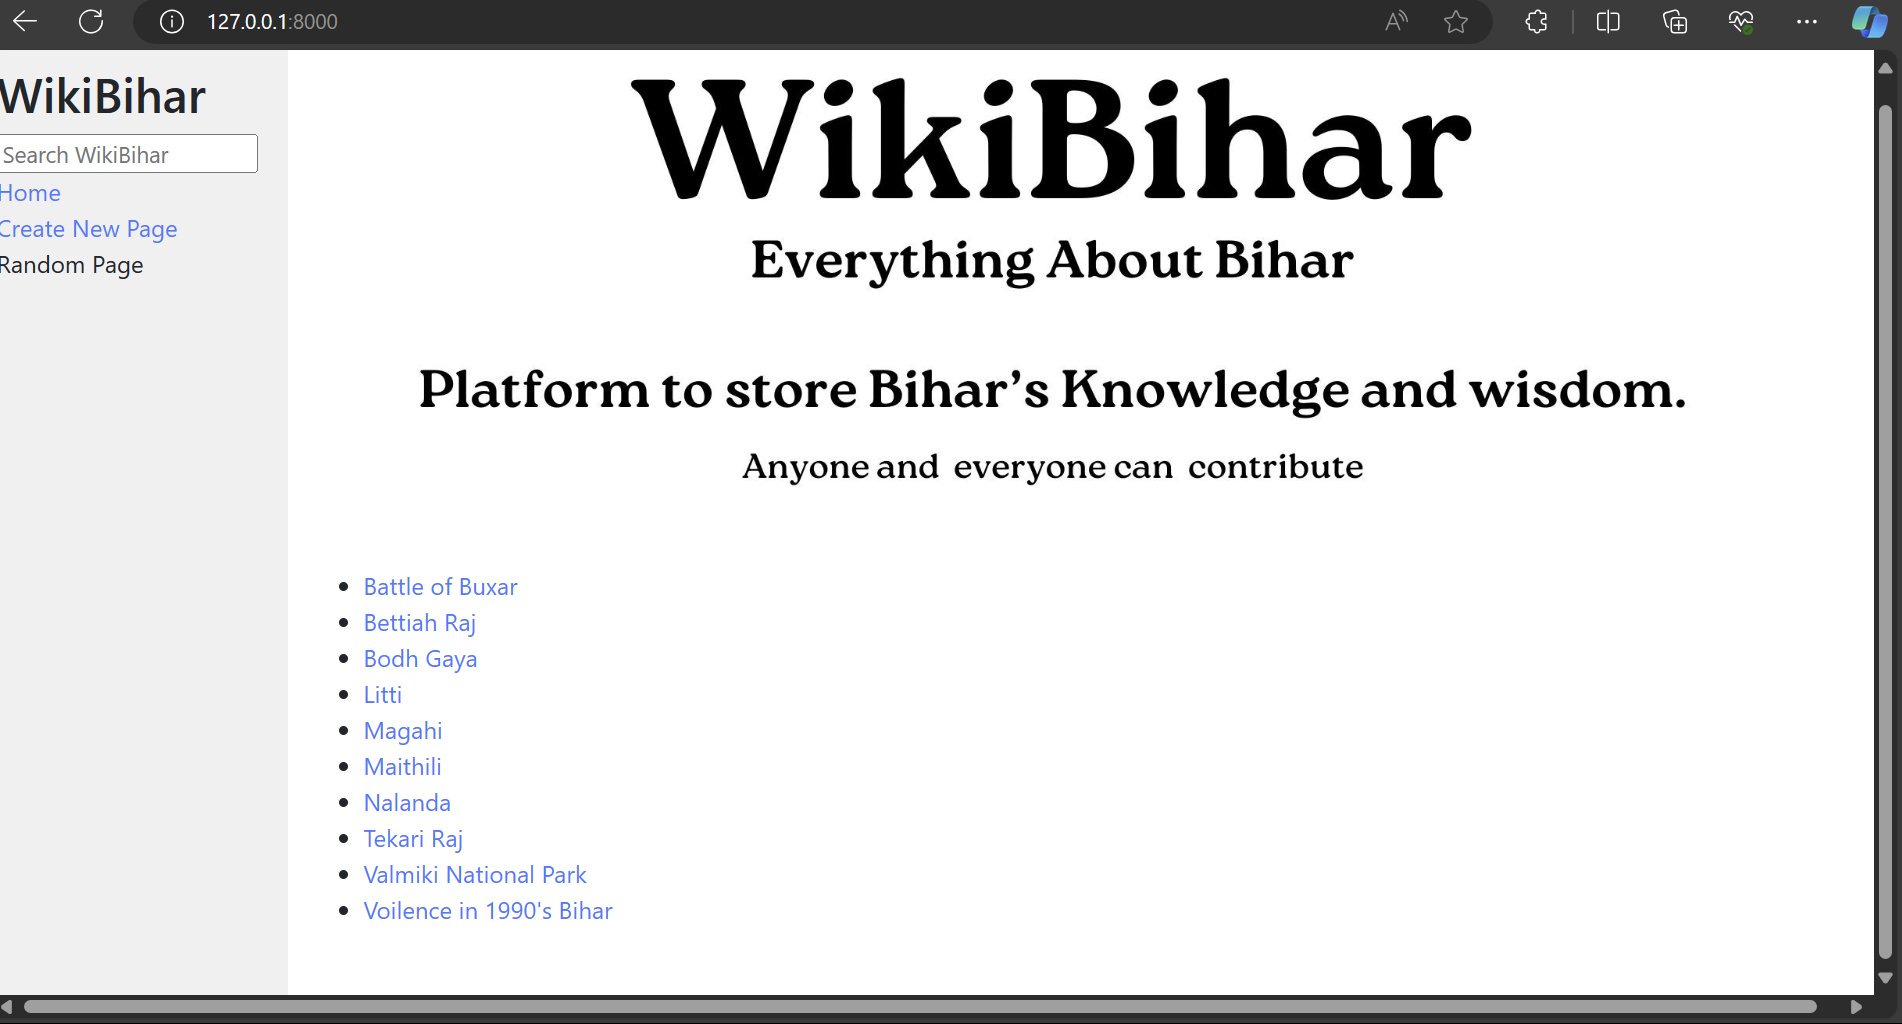 127.0.0.1:8000
WikiBihar
Search WikiBihar
Home
Create New Page
Random Page
WikiBihar
Everything About Bihar
Platform to store Bihar’s Knowledge and wisdom.
Anyone and everyone can contribute
Battle of Buxar
Bettiah Raj
Bodh Gaya
Litti
Magahi
Maithili
Nalanda
Tekari Raj
Valmiki National Park
Voilence in 1990's Bihar